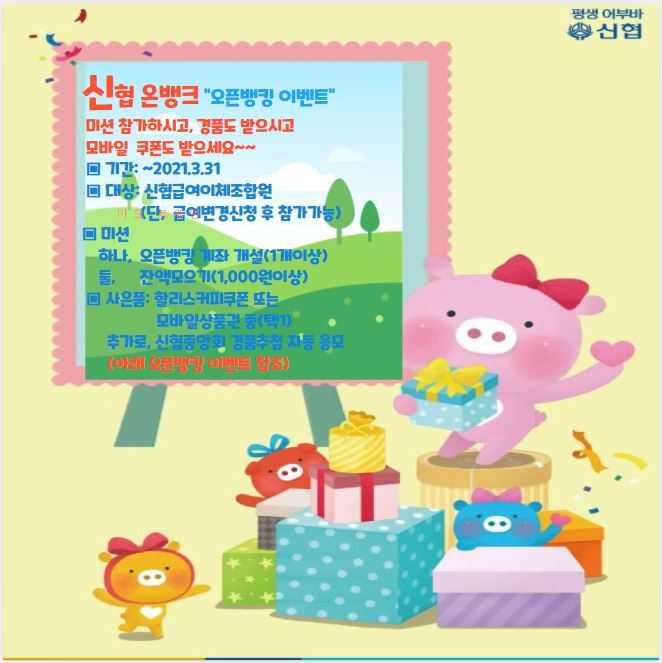 평생 어부바
신협
신협 온뱅크 "오픈뱅킹 이벤트"
미션 참가하시고, 경품도 받으시고
모바일 쿠폰도 받으세요~~
▣ 기간: ~2021.3.31
▣ 대상: 신협급여이체조합원
(단, 급여변경신청 후 참가가능)
▣ 미션
하나, 오픈뱅킹 계좌 개설(1개이상)
둘, 잔액모으기(1,000원이상)
▣ 사은품: 할리스커피쿠폰 또는
모바일상품권 중(택1)
추가로, 신협중앙회 경품추첨 자동 응모
(아래 오픈뱅킹 이벤트 참조)